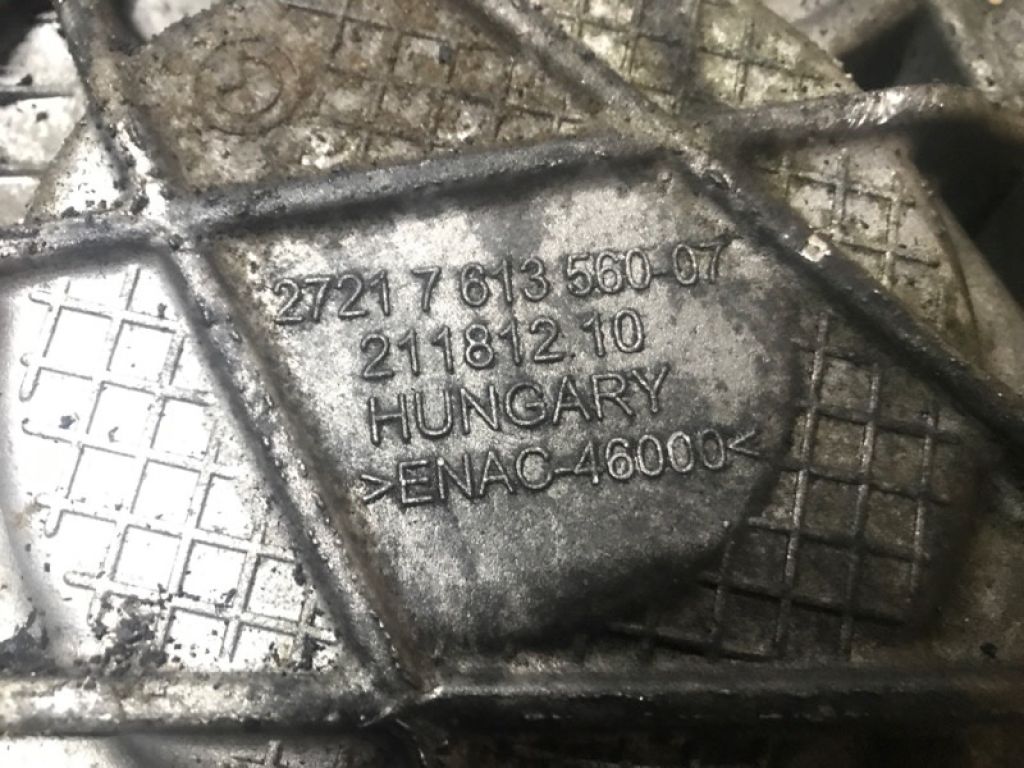 2721 7 613 560-07
211812.10
HUNGARY
>ENAC-46000<